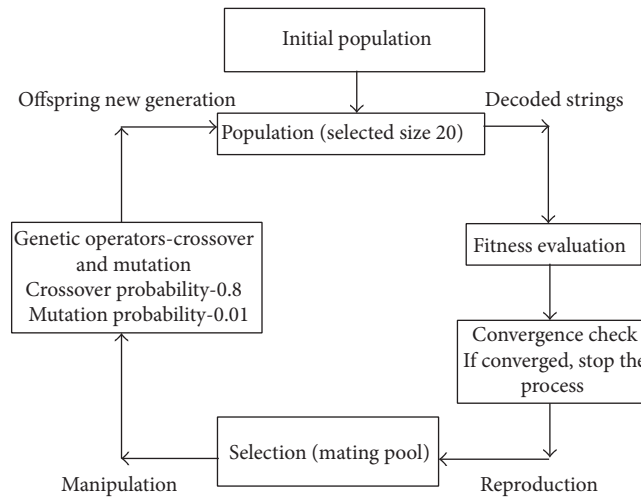 Initial population
Offspring new generation
Decoded strings
Population (selected size 20)
Genetic operators-crossover
and mutation
Crossover probability-0.8
Mutation probability-0.01
Fitness evaluation
Convergence check
If converged, stop the
process
Selection (mating pool)
Manipulation
Reproduction